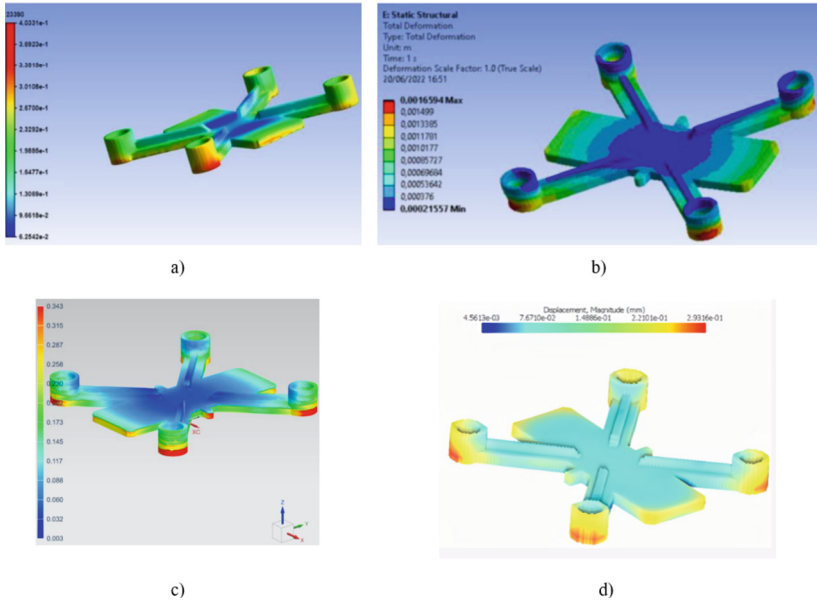 23390
4.0331e-1
3.6923e-1
3.3515e-1
3.0108e-1
2.6700e-1
2.3292e-1
1.9885e-1
1.6477e-1
1.3069e-1
9.6618e-2
6.2542e-2
a)
E: Static Structural
Total Deformation
Type: Total Deformation
Unit: m
Time: 1 s
Deformation Scale Factor: 1.0 (True Scale)
20/06/2022 16:51
0,0016594 Max
0,001499
0,0013385
0,0011781
0,0010177
0,00085727
0,00069684
0,00053642
0,000376
0,00021557 Min
b)
0.343
0.315
0.287
0.258
0.230
0.202
0.173
0.145
0.117
0.088
0.060
0.032
0.003
XC
Z
Y
X
c)
Displacement, Magnitude (mm)
4.5613e-03 7.6710e-02 1.4886e-01 2.2101e-01 2.9316e-01
d)